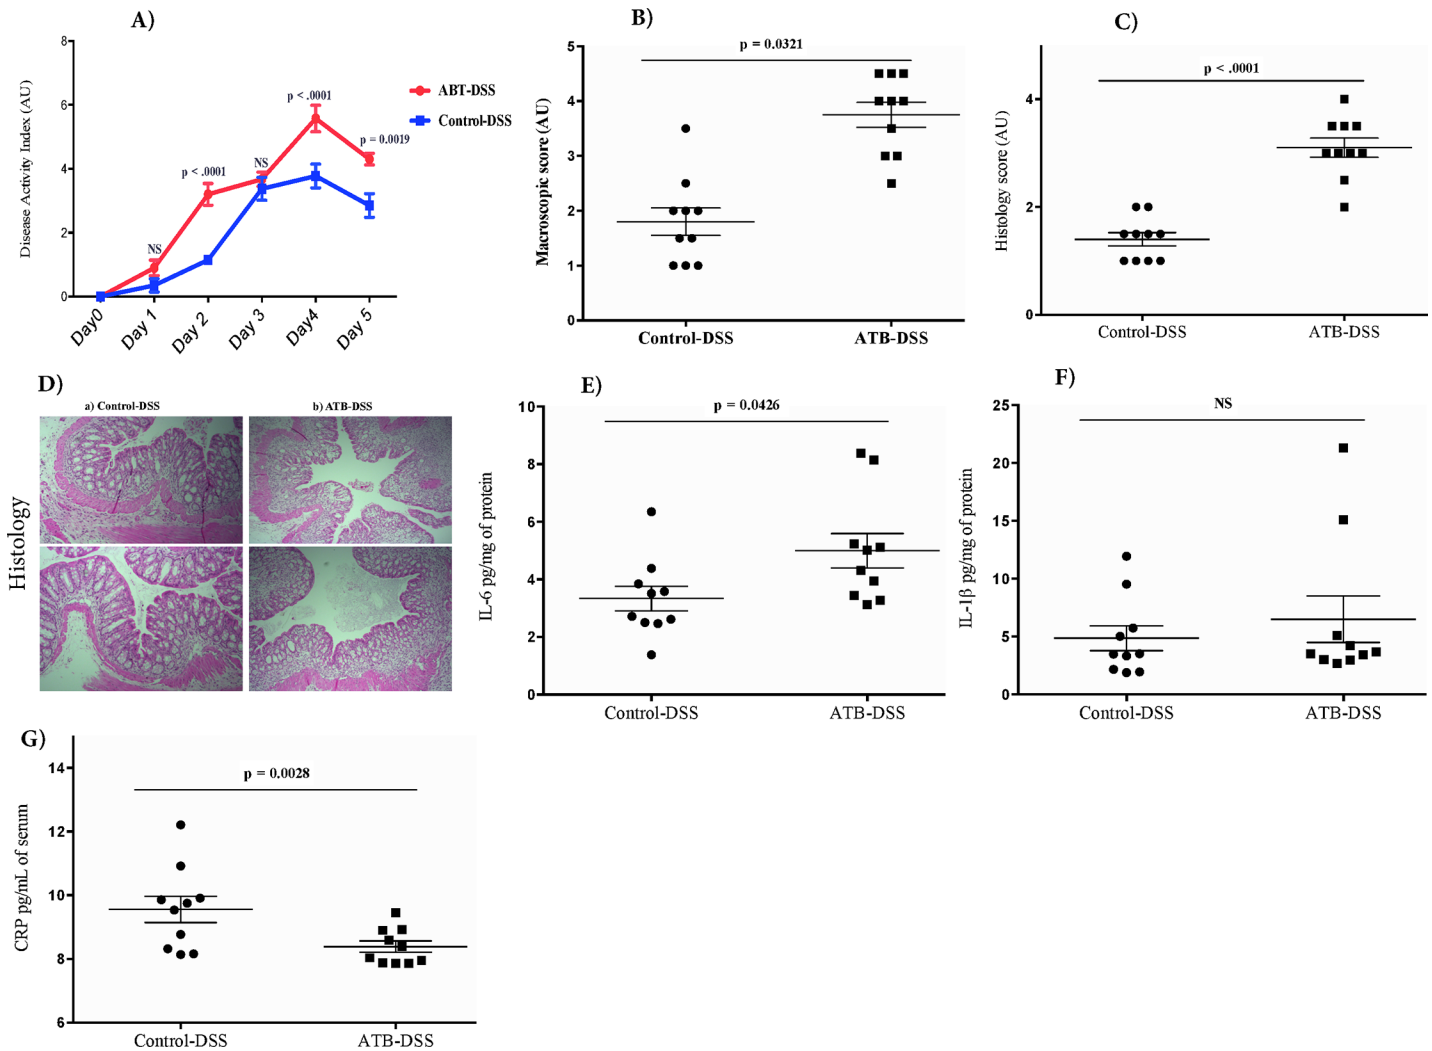 A)
8
6
4
2
0
Disease Activity Index (AU)
ABT-DSS
Control-DSS
NS
p < .0001
NS
p < .0001
p = 0.0019
Day0
Day 1
Day 2
Day 3
Day4
Day 5
B)
p = 0.0321
5
4
3
2
1
0
Macroscopic score (AU)
Control-DSS
ATB-DSS
C)
p < .0001
4
2
0
Histology score (AU)
Control-DSS
ATB-DSS
D)
a) Control-DSS
b) ATB-DSS
Histology
E)
p = 0.0426
10
8
6
4
2
0
IL-6 pg/mg of protein
Control-DSS
ATB-DSS
F)
NS
25
20
15
10
5
0
IL-1β pg/mg of protein
Control-DSS
ATB-DSS
G)
p = 0.0028
14
12
10
8
6
CRP pg/mL of serum
Control-DSS
ATB-DSS